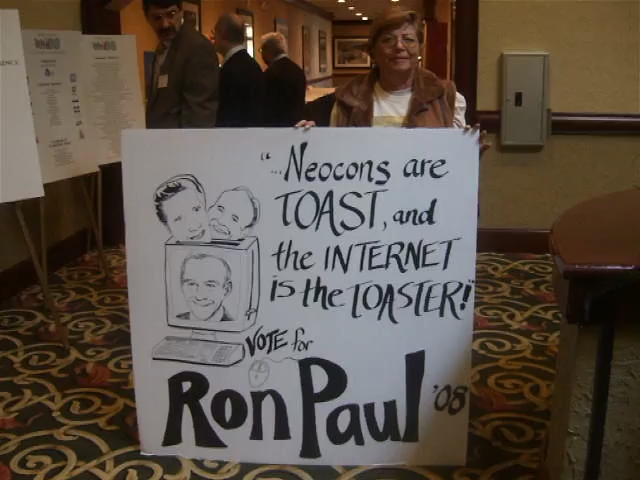 "...Neocons are
TOAST, and
the INTERNET
is the TOASTER!"
VOTE for
Ron Paul '08